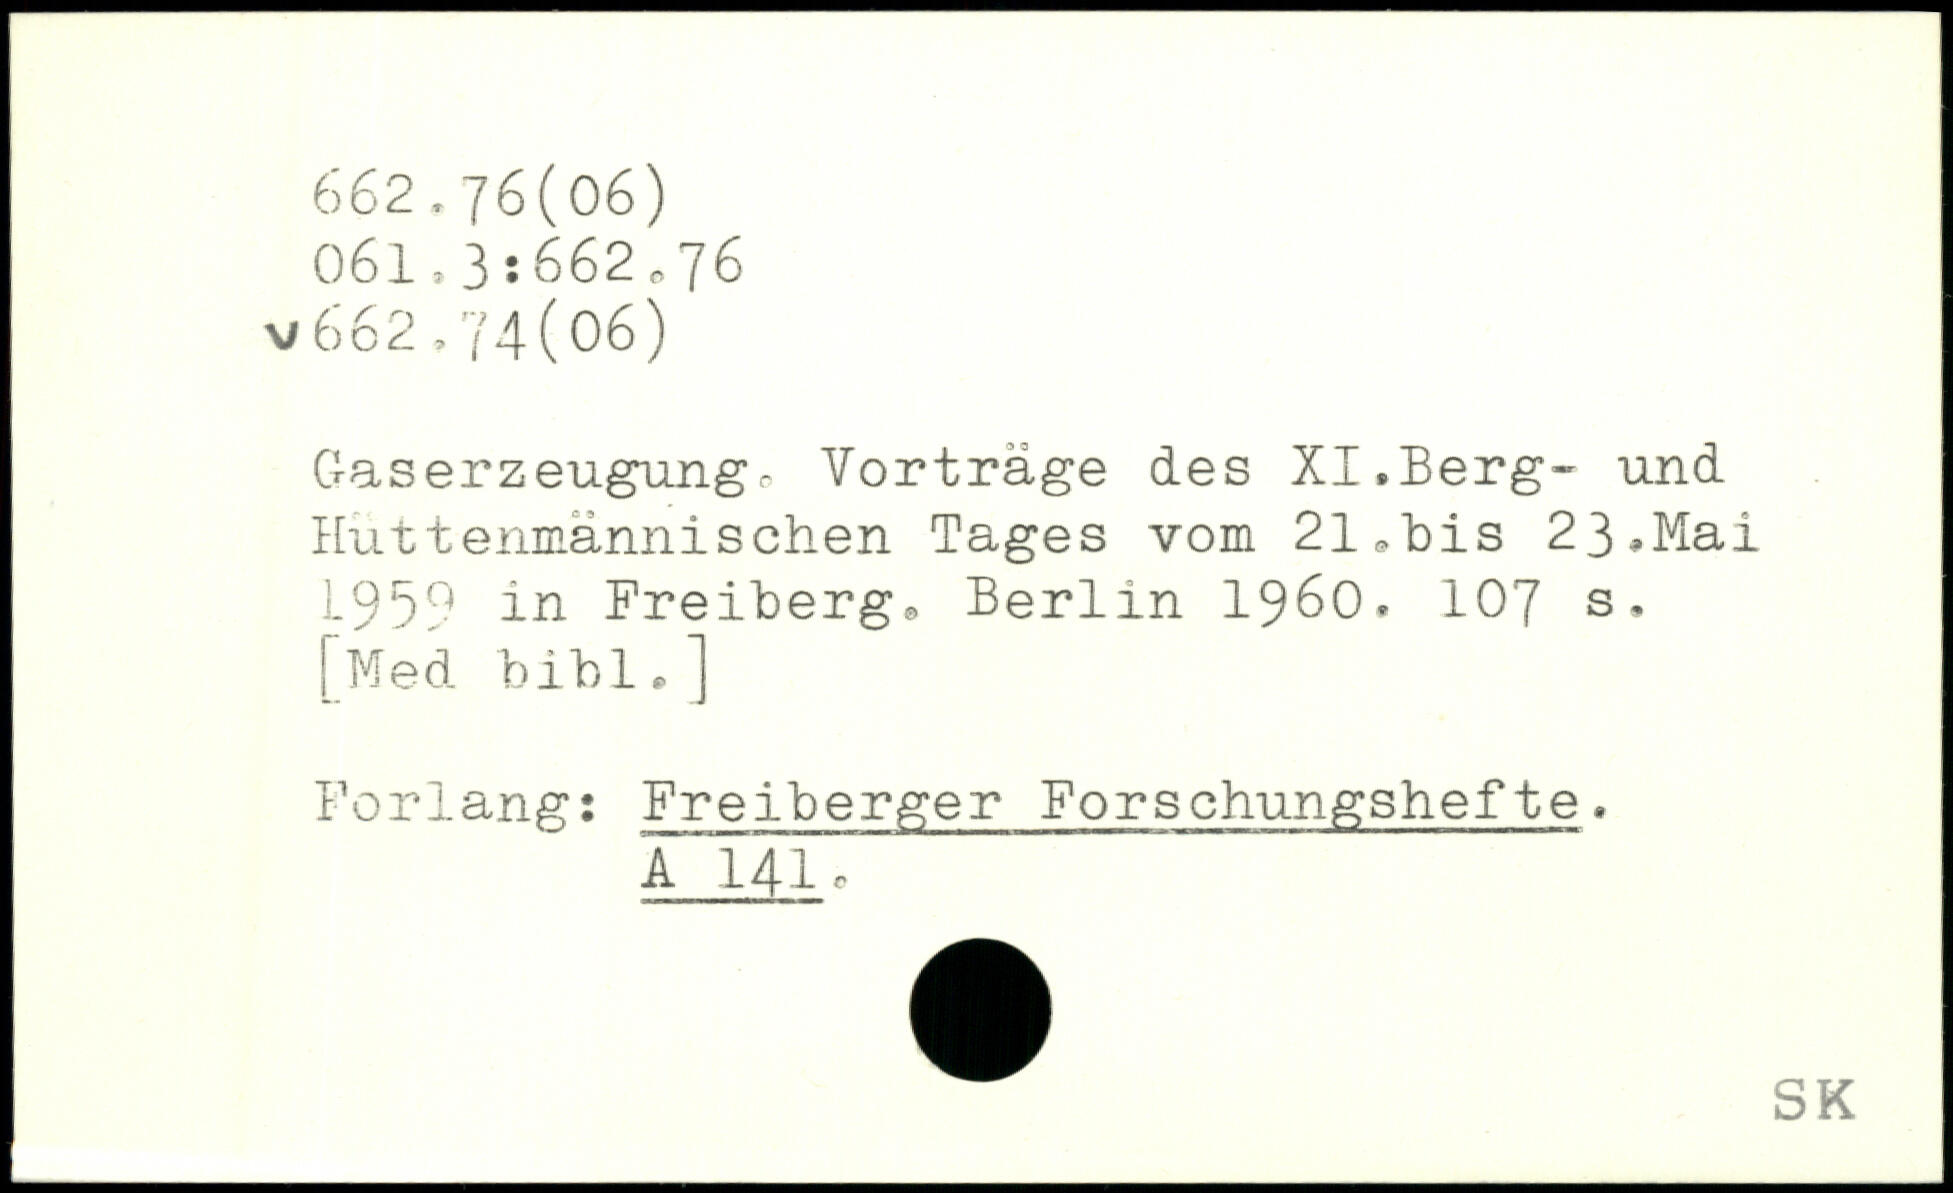 662.76(06)
061.3:662.76
v 662.74(06)
Gaserzeugung. Vorträge des XI.Berg- und
Hüttenmännischen Tages vom 21.bis 23.Mai
1959 in Freiberg. Berlin 1960. 107 s.
[Med bibl.]
Forlang: Freiberger Forschungshefte.
A 141.
SK